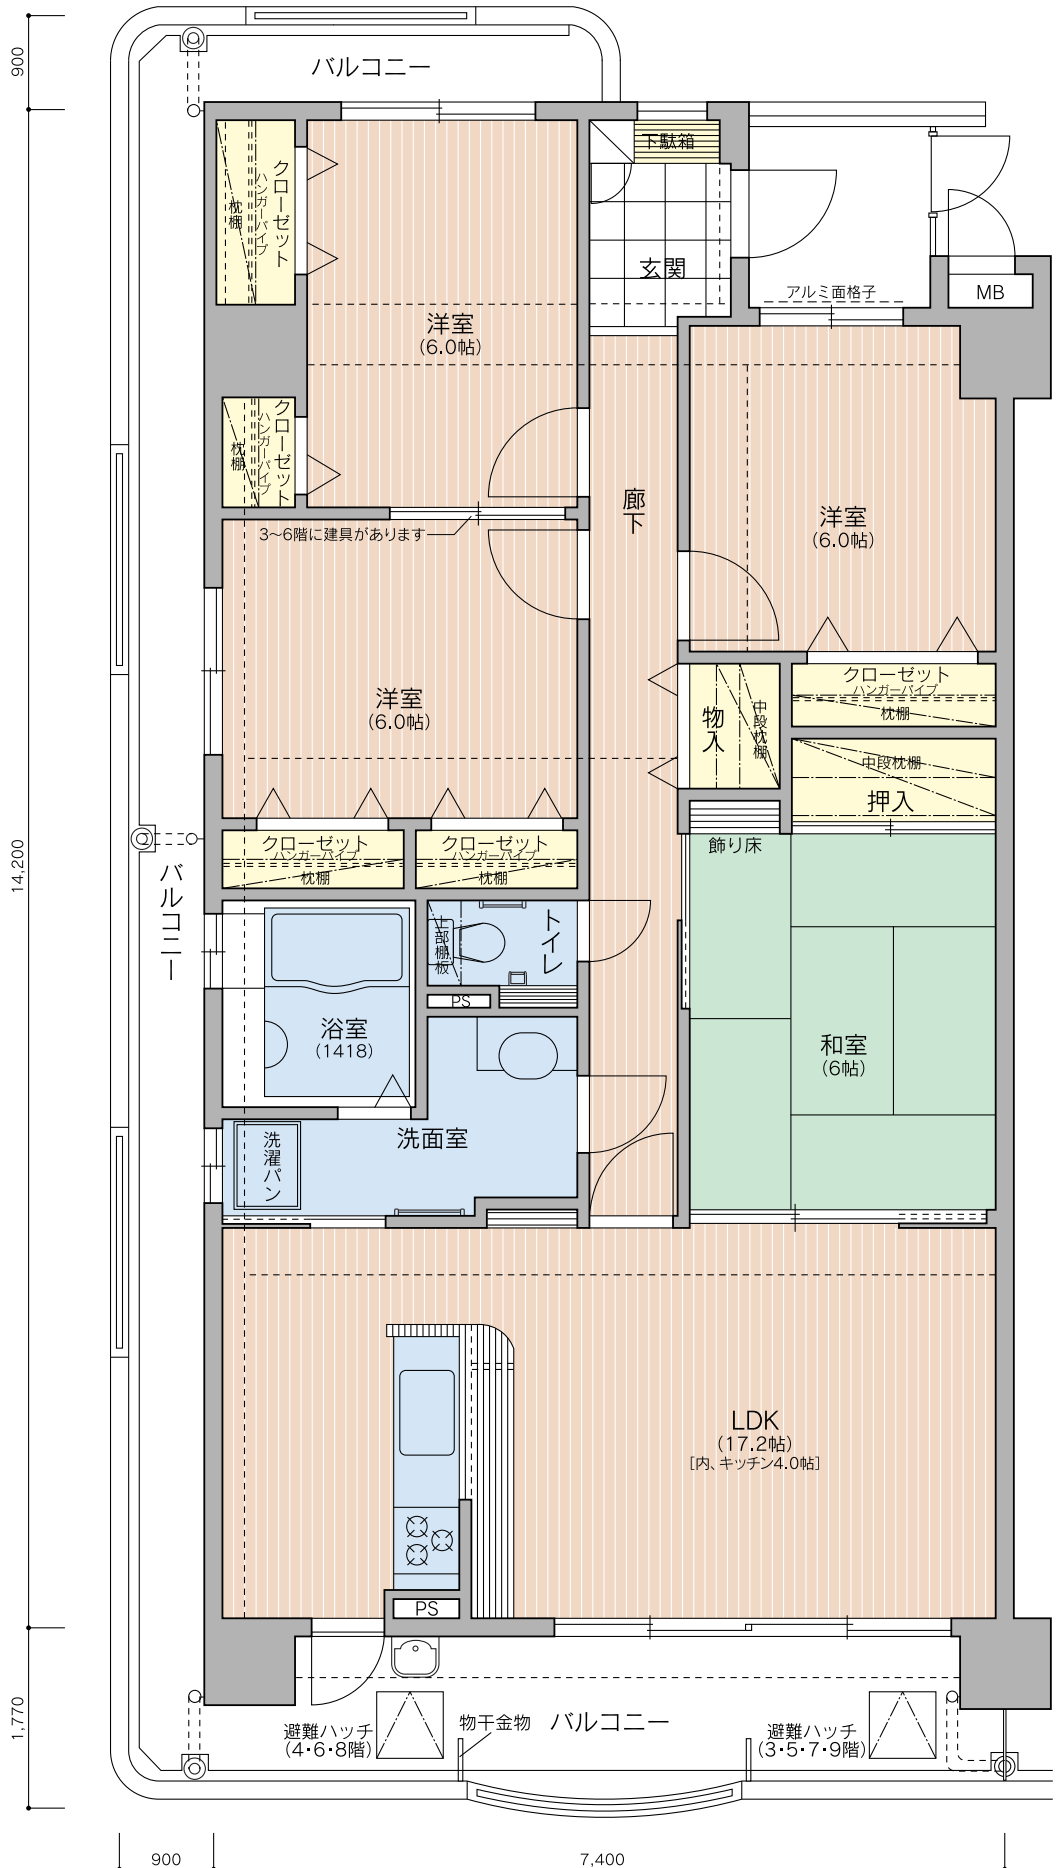 900
バルコニー
下駄箱
クローゼット
ハンガーパイプ
枕棚
玄関
アルミ面格子
MB
洋室
(6.0帖)
クローゼット
ハンガーパイプ
枕棚
廊下
洋室
(6.0帖)
3〜6階に建具があります
洋室
(6.0帖)
クローゼット
ハンガーパイプ
枕棚
物入
中段枕棚
中段枕棚
押入
飾り床
クローゼット
ハンガーパイプ
枕棚
クローゼット
ハンガーパイプ
枕棚
14,200
バルコニー
トイレ
上部棚板
PS
浴室
(1418)
和室
(6帖)
洗面室
洗濯パン
LDK
(17.2帖)
[内、キッチン4.0帖]
PS
1,770
避難ハッチ
(4・6・8階)
物干金物
バルコニー
避難ハッチ
(3・5・7・9階)
900
7,400